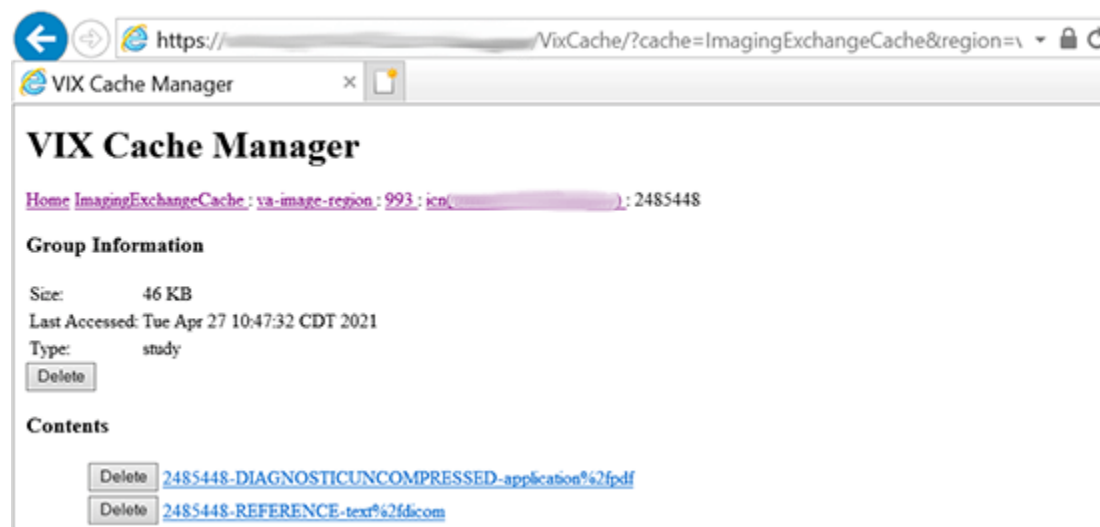 https:// /VixCache/?cache=ImagingExchangeCache&region=
VIX Cache Manager
VIX Cache Manager
Home ImagingExchangeCache : va-image-region : 993 : icn( ) : 2485448
Group Information
Size: 46 KB
Last Accessed: Tue Apr 27 10:47:32 CDT 2021
Type: study
Delete
Contents
Delete 2485448-DIAGNOSTICUNCOMPRESSED-application%2fpdf
Delete 2485448-REFERENCE-text%2fdicom